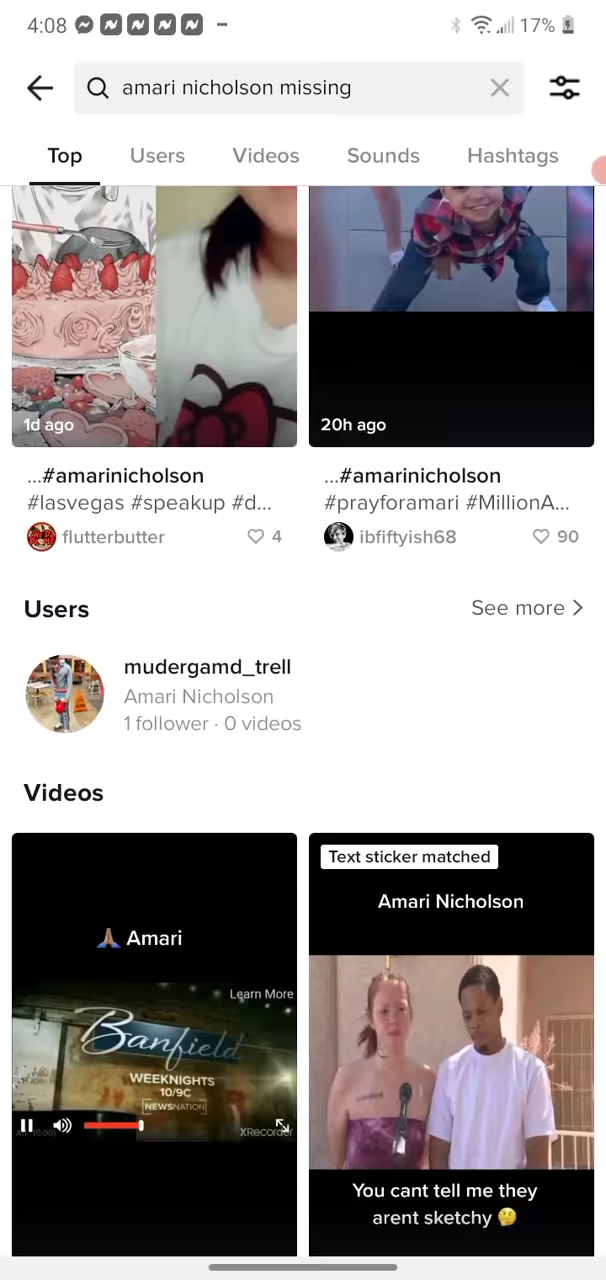 4:08
17%
amari nicholson missing
Top Users Videos Sounds Hashtags
1d ago
20h ago
...#amarinicholson
#lasvegas #speakup #d...
flutterbutter 4
...#amarinicholson
#prayforamari #MillionA...
ibfiftyish68 90
Users See more >
mudergamd_trell
Amari Nicholson
1 follower · 0 videos
Videos
🙏🏽 Amari
Learn More
Banfield
WEEKNIGHTS
10/9C
NEWSNATION
XRecorder
Text sticker matched
Amari Nicholson
You cant tell me they
arent sketchy 🤔